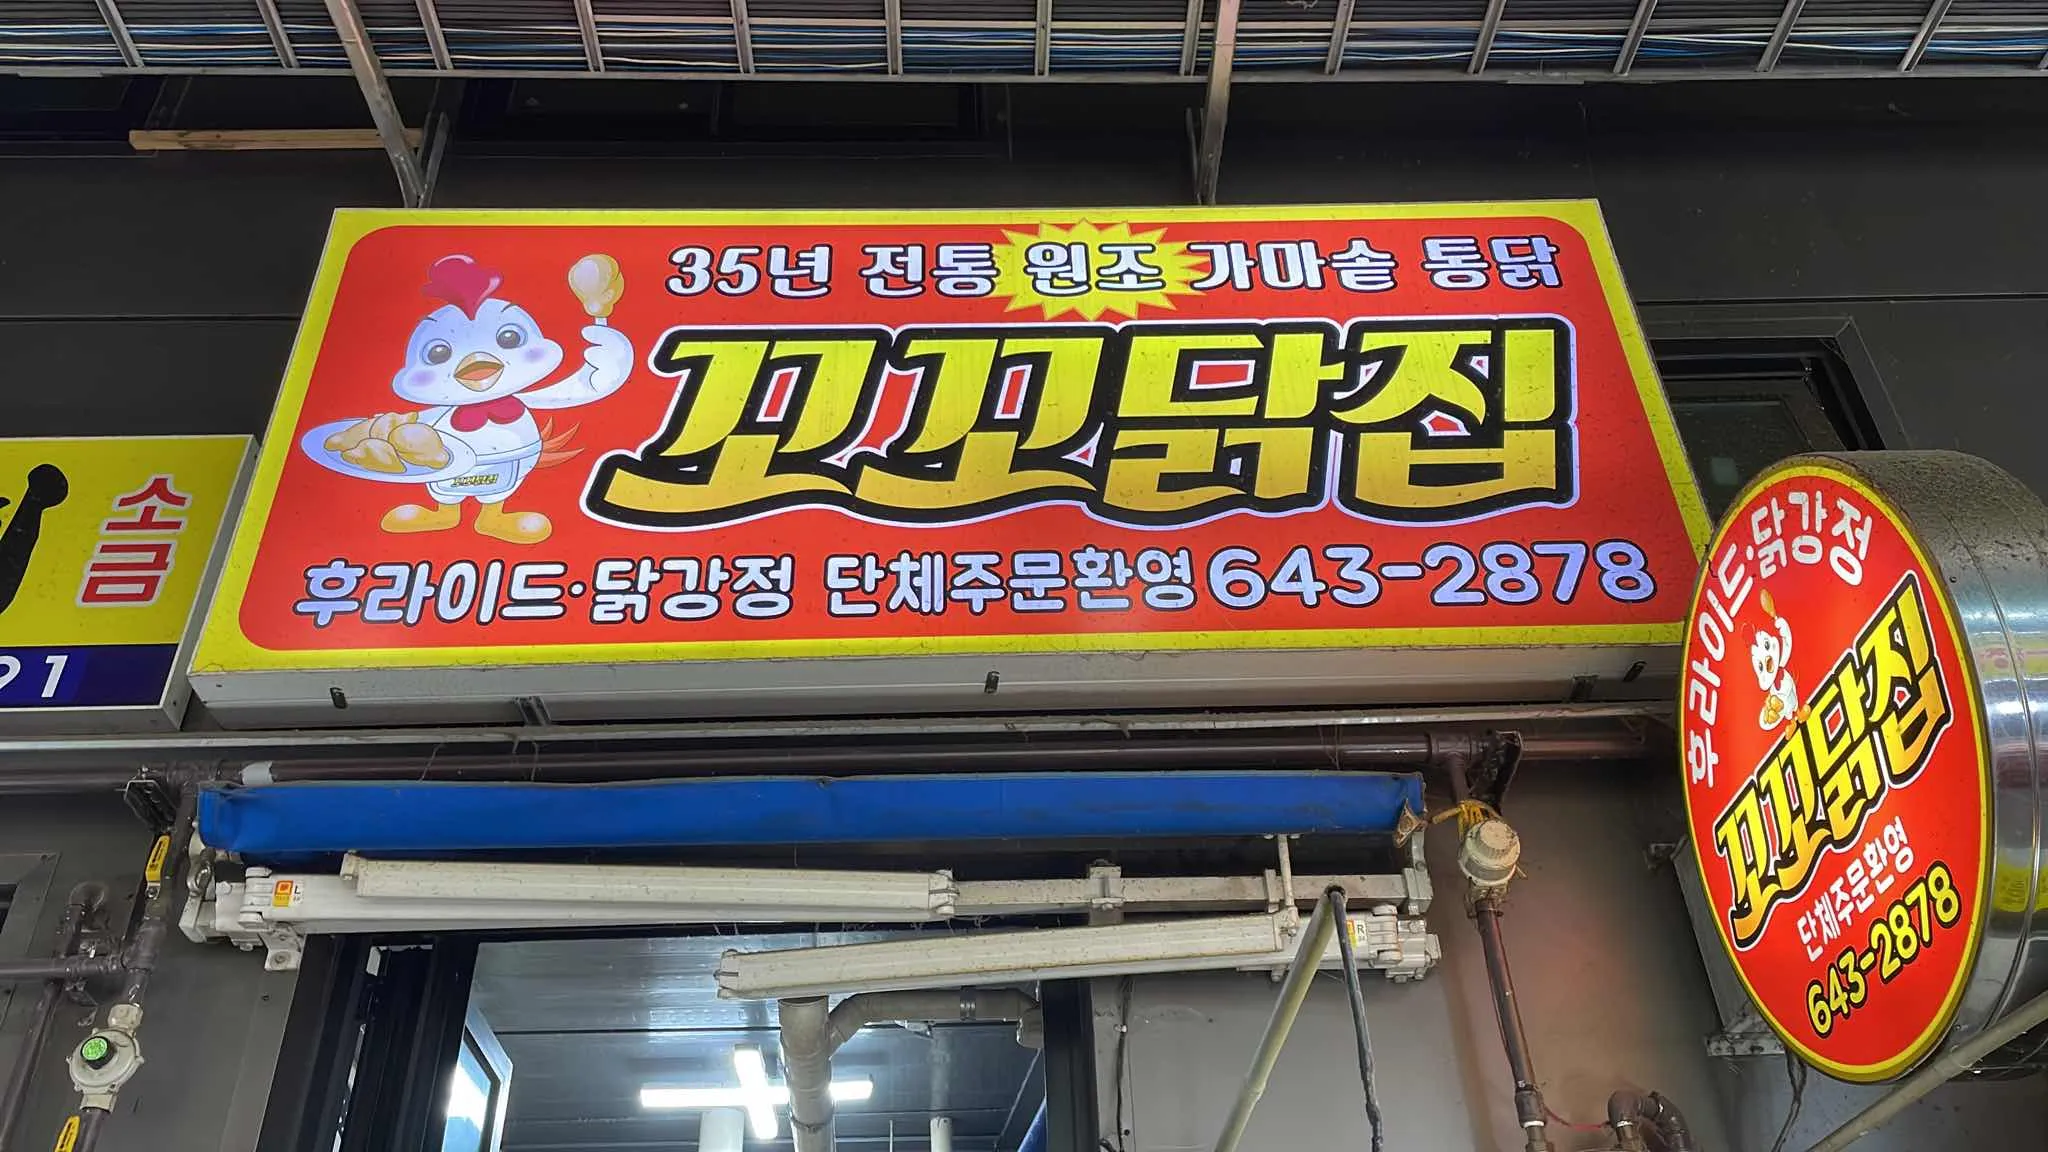 35년 전통 원조 가마솥 통닭
꼬꼬닭집
후라이드·닭강정 단체주문환영 643-2878
소금
91
후라이드·닭강정
꼬꼬닭집
단체주문환영
643-2878